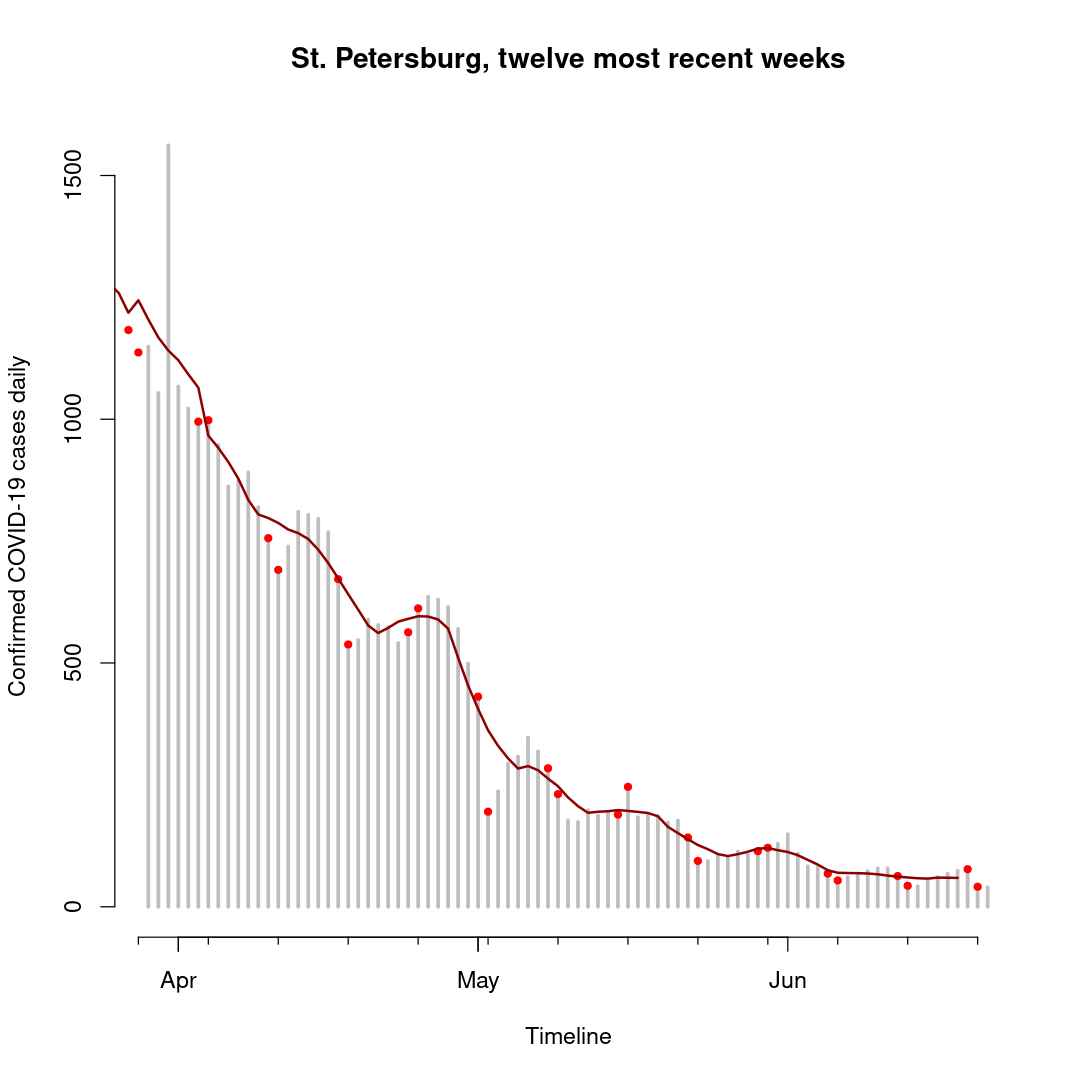 St. Petersburg, twelve most recent weeks
Confirmed COVID-19 cases daily
1500
1000
500
0
Apr May Jun
Timeline